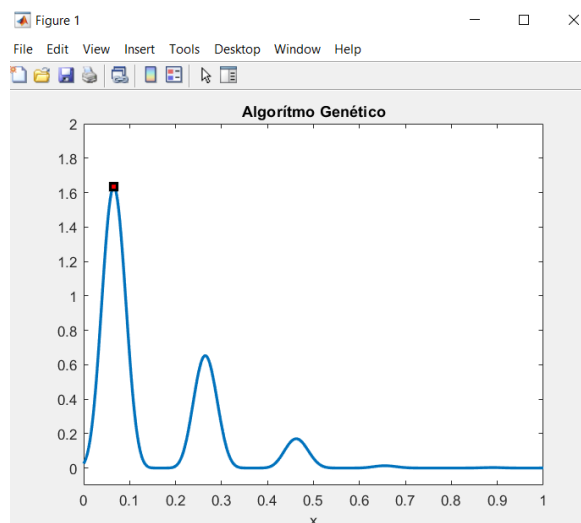 Figure 1
File Edit View Insert Tools Desktop Window Help
Algorítmo Genético
2
1.8
1.6
1.4
1.2
1
0.8
0.6
0.4
0.2
0
0 0.1 0.2 0.3 0.4 0.5 0.6 0.7 0.8 0.9 1
x